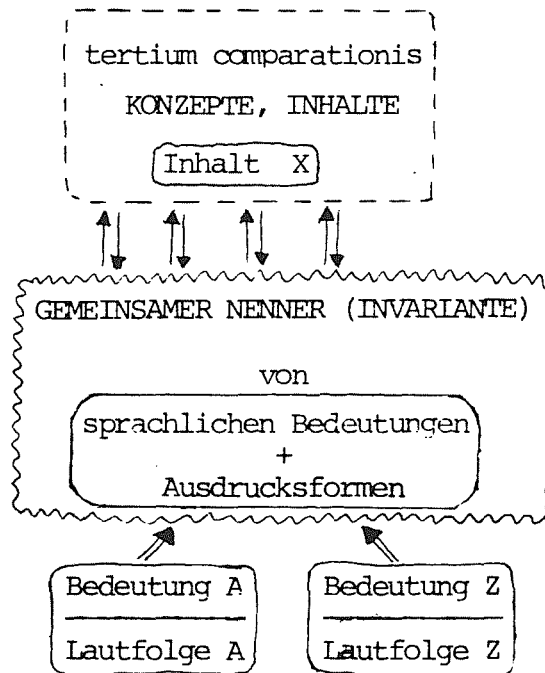 tertium comparationis
KONZEPTE, INHALTE
Inhalt X
GEMEINSAMER NENNER (INVARIANTE)
von
sprachlichen Bedeutungen
+
Ausdrucksformen
Bedeutung A
Lautfolge A
Bedeutung Z
Lautfolge Z